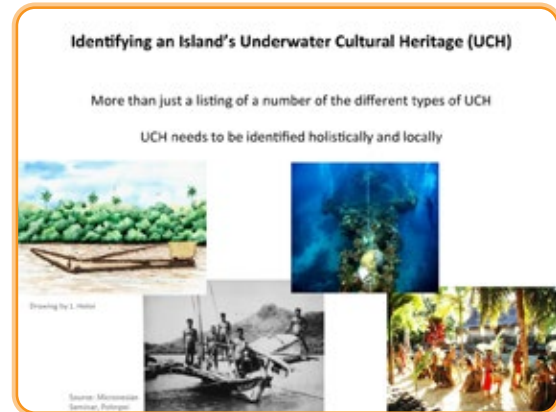 Identifying an Island's Underwater Cultural Heritage (UCH)
More than just a listing of a number of the different types of UCH
UCH needs to be identified holistically and locally
Drawing by J.
Source: Micronesian
Seminar, Pohnpei